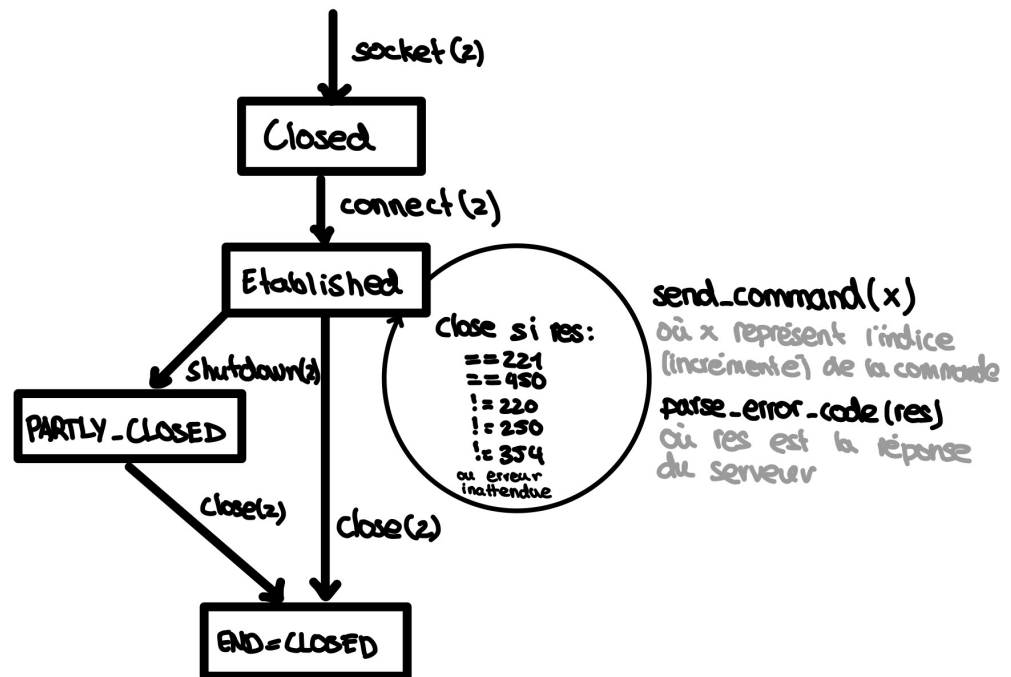 socket(2)
Closed
connect(2)
Etablished
close si res:
==221
==450
!=220
!=250
!=354
ou erreur
inattendue
send_command(x)
où x représent l'indice
(incrémente) de la commande
parse_error_code(res)
où res est la réponse
du serveur
shutdown(2)
PARTLY_CLOSED
close(2)
close(2)
END=CLOSED